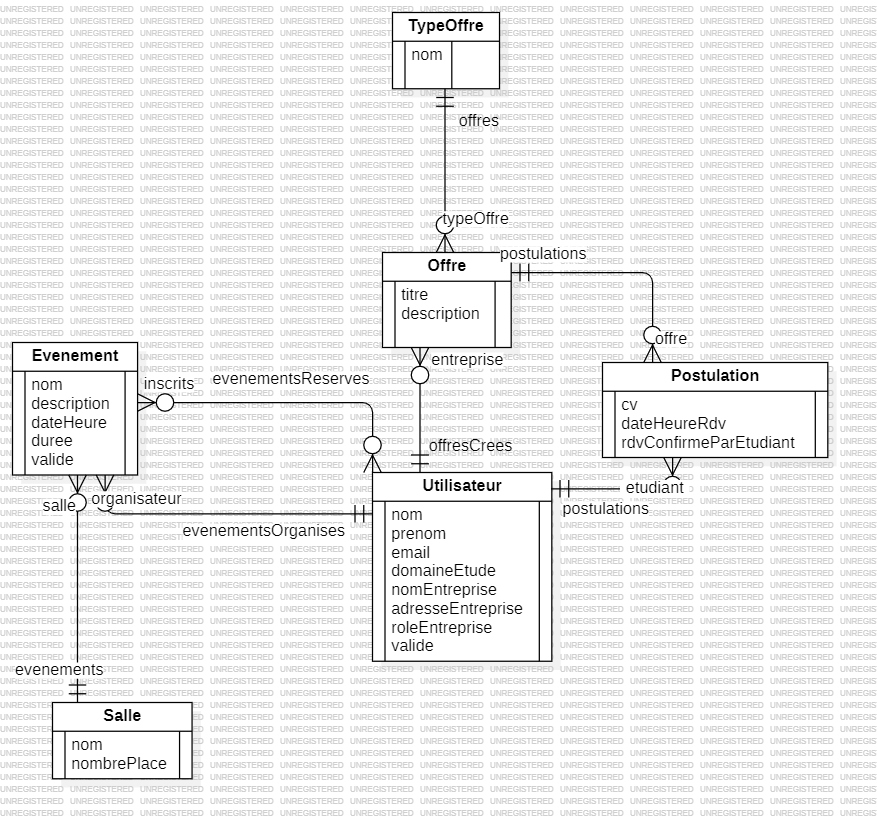 TypeOffre
nom
offres
typeOffre
postulations
Offre
titre
description
offre
entreprise
Evenement
nom
description
dateHeure
duree
valide
inscrits
evenementsReserves
Postulation
cv
dateHeureRdv
rdvConfirmeParEtudiant
offresCrees
Utilisateur
nom
prenom
email
domaineEtude
nomEntreprise
adresseEntreprise
roleEntreprise
valide
etudiant
postulations
salle
organisateur
evenementsOrganises
evenements
Salle
nom
nombrePlace
UNREGISTERED